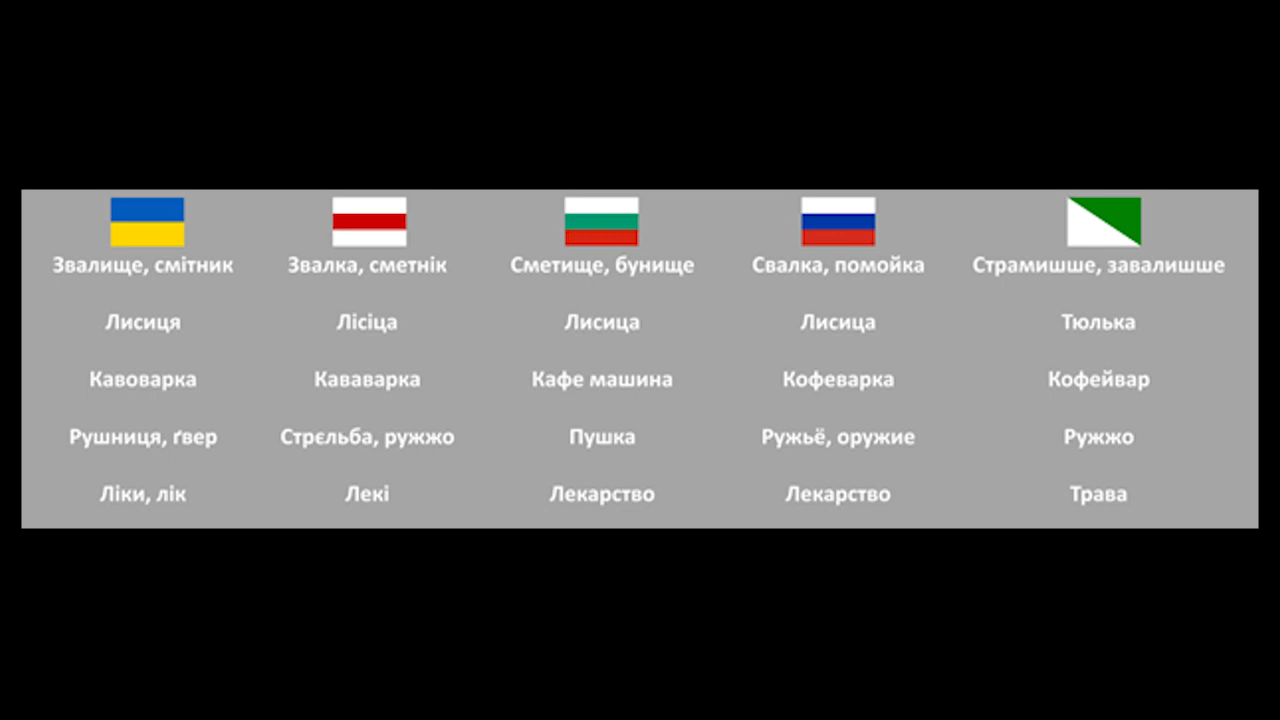 Звалище, смітник Звалка, сметнік Сметище, бунище Свалка, помойка Страмишше, завалишше
Лисиця Лісіца Лисица Лисица Тюлька
Кавоварка Кававарка Кафе машина Кофеварка Кофейвар
Рушниця, ґвер Стрєльба, ружжо Пушка Ружьё, оружие Ружжо
Ліки, лік Лекі Лекарство Лекарство Трава